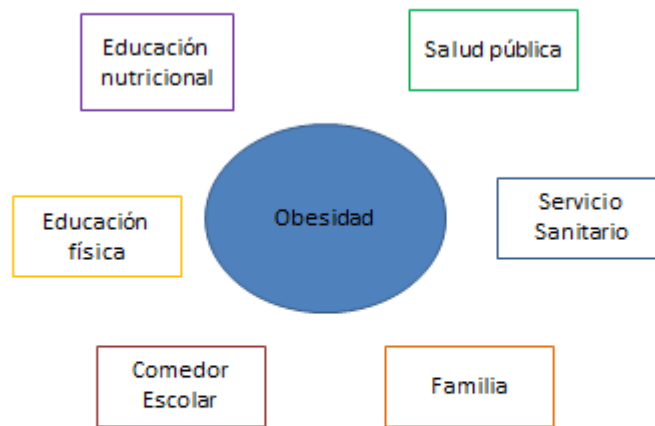 Educación
nutricional
Salud pública
Obesidad
Servicio
Sanitario
Educación
física
Comedor
Escolar
Familia